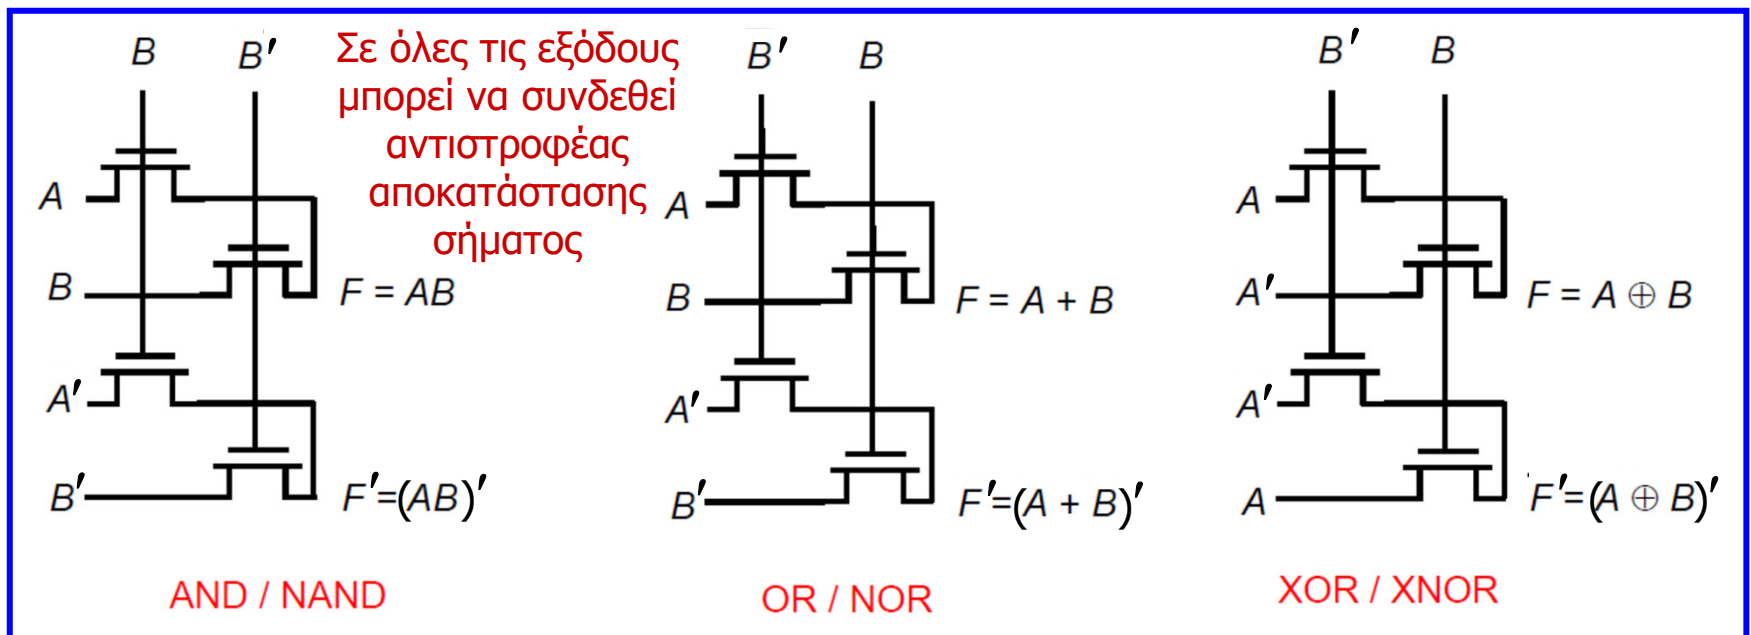 B B′
Σε όλες τις εξόδους
μπορεί να συνδεθεί
αντιστροφέας
αποκατάστασης
σήματος
A
B F = AB
A′
B′ F′=(AB)′
AND / NAND
B′ B
A
B F = A + B
A′
B′ F′=(A + B)′
OR / NOR
B′ B
A
A′ F = A ⊕ B
A′
A F′=(A ⊕ B)′
XOR / XNOR